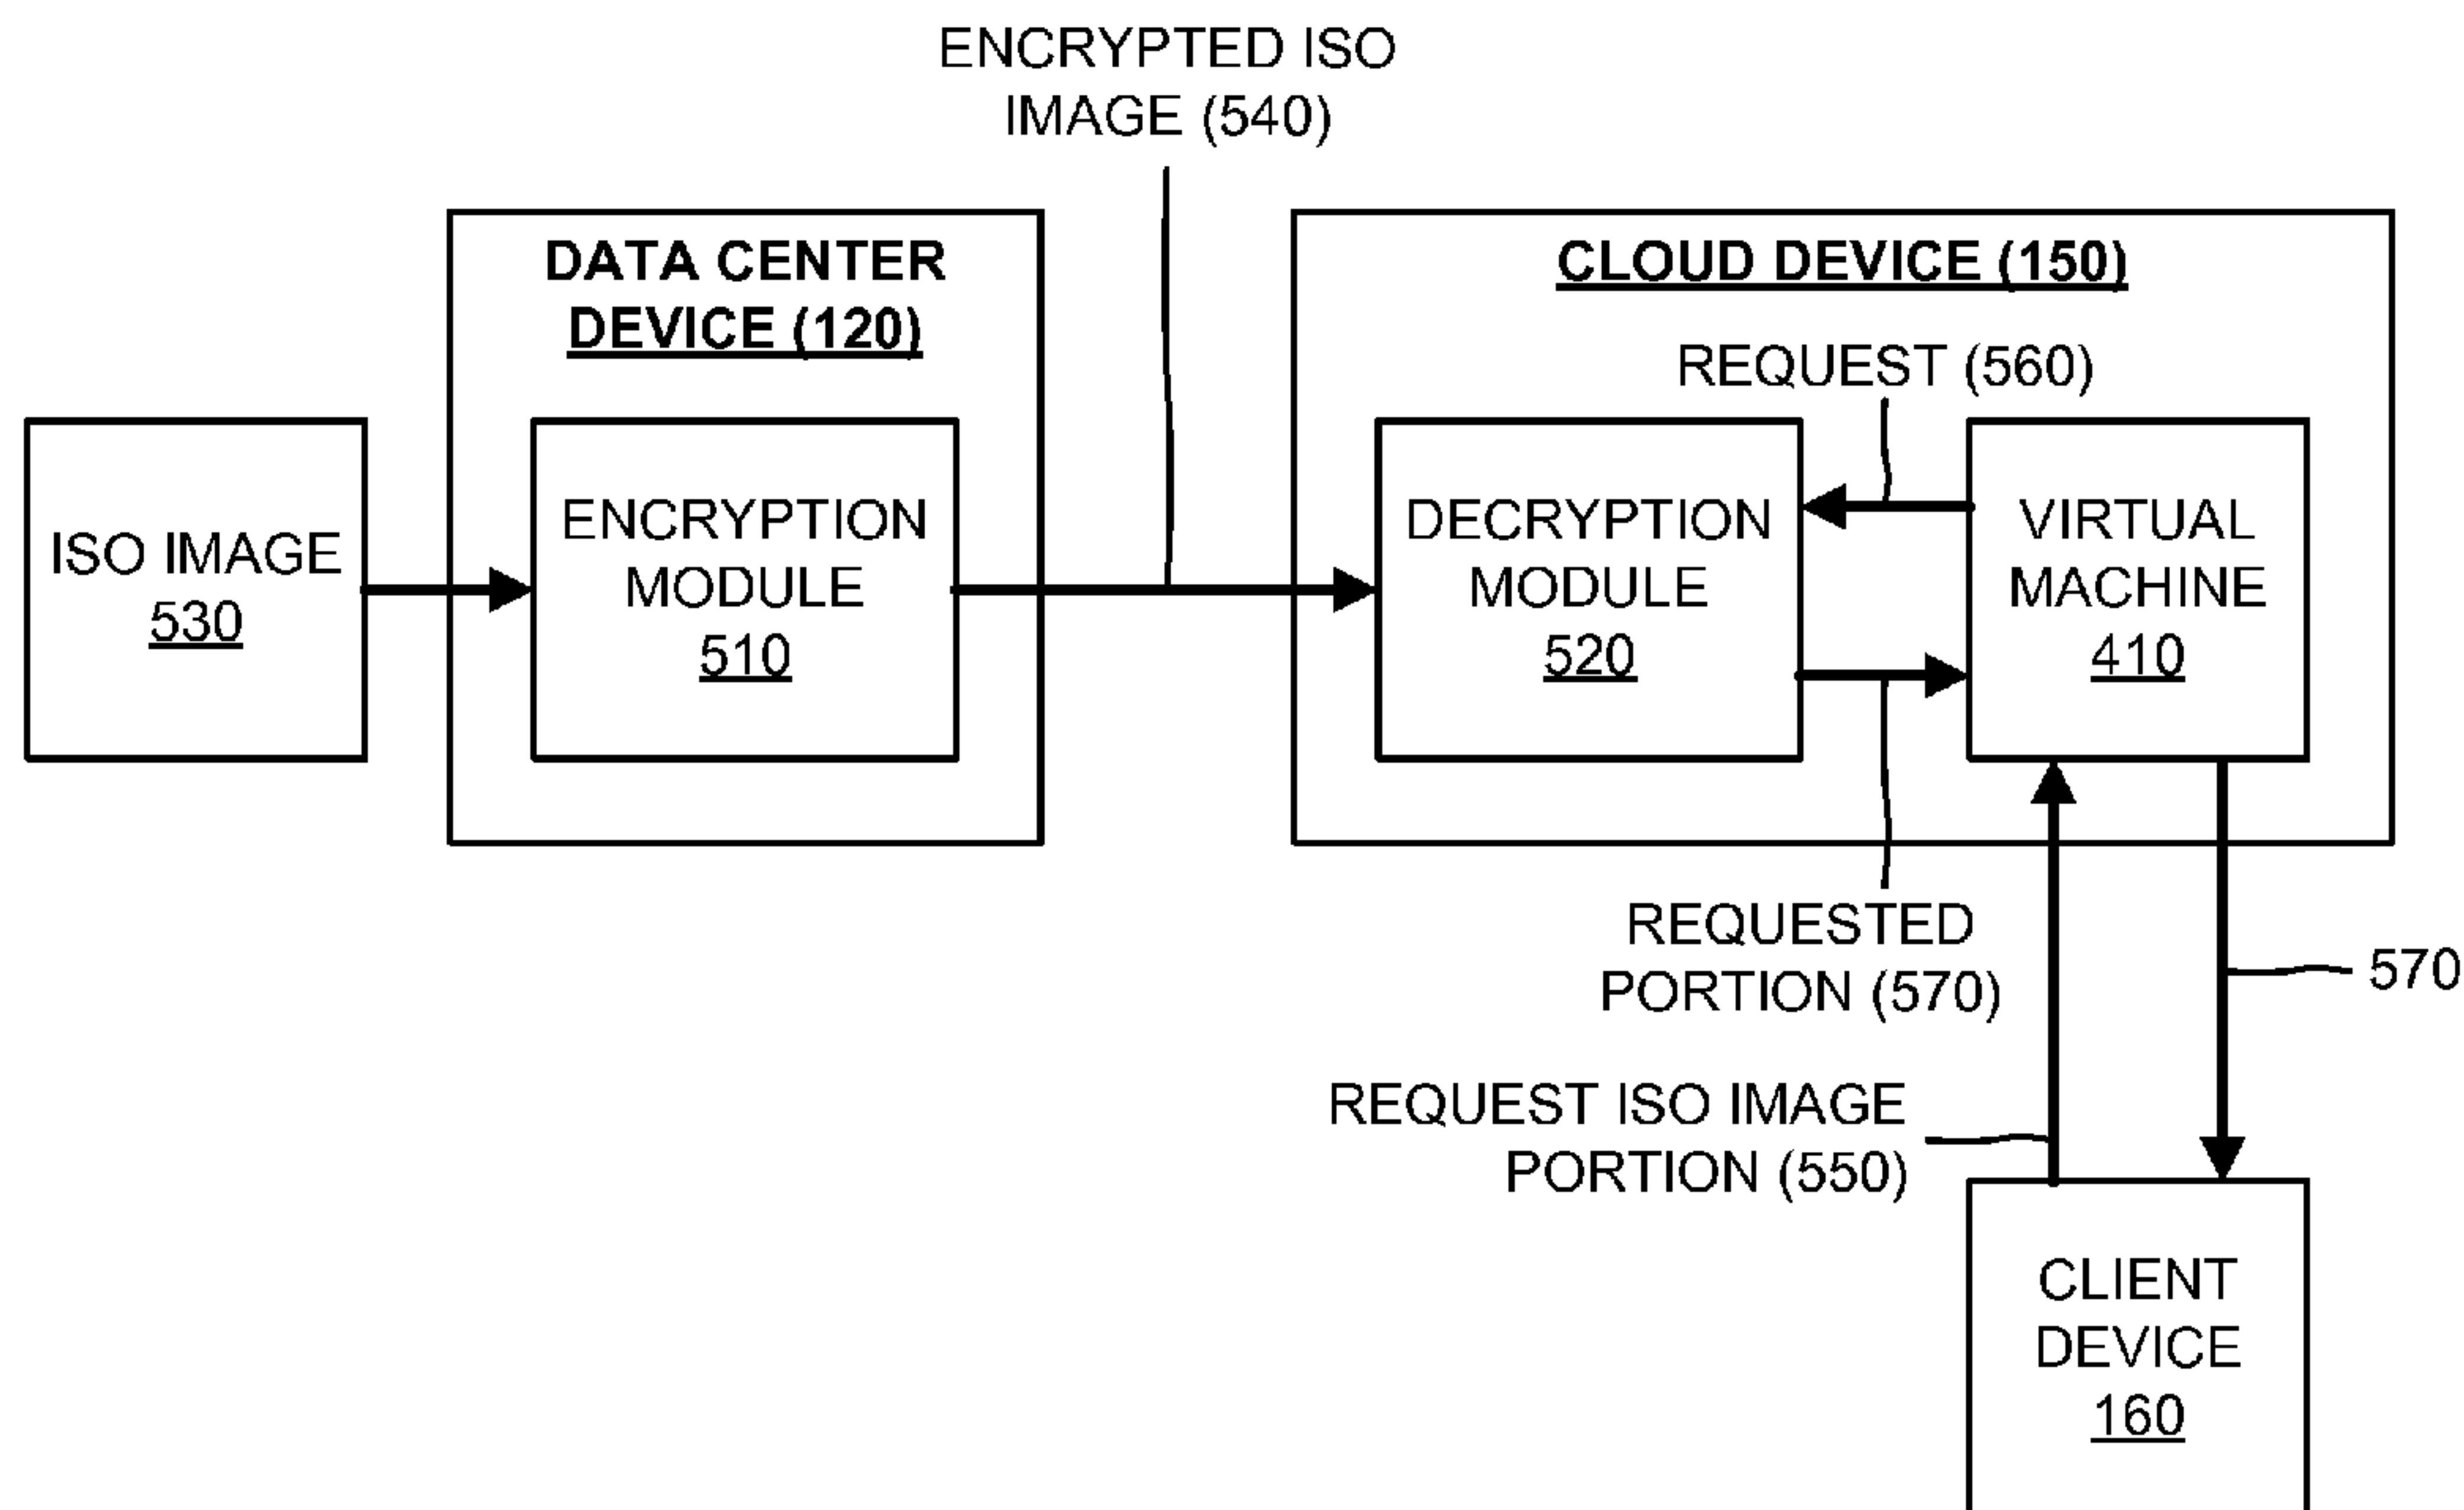 ENCRYPTED ISO
IMAGE (540)
DATA CENTER
DEVICE (120)
CLOUD DEVICE (150)
REQUEST (560)
ISO IMAGE
530
ENCRYPTION
MODULE
510
DECRYPTION
MODULE
520
VIRTUAL
MACHINE
410
REQUESTED
PORTION (570)
570
REQUEST ISO IMAGE
PORTION (550)
CLIENT
DEVICE
160